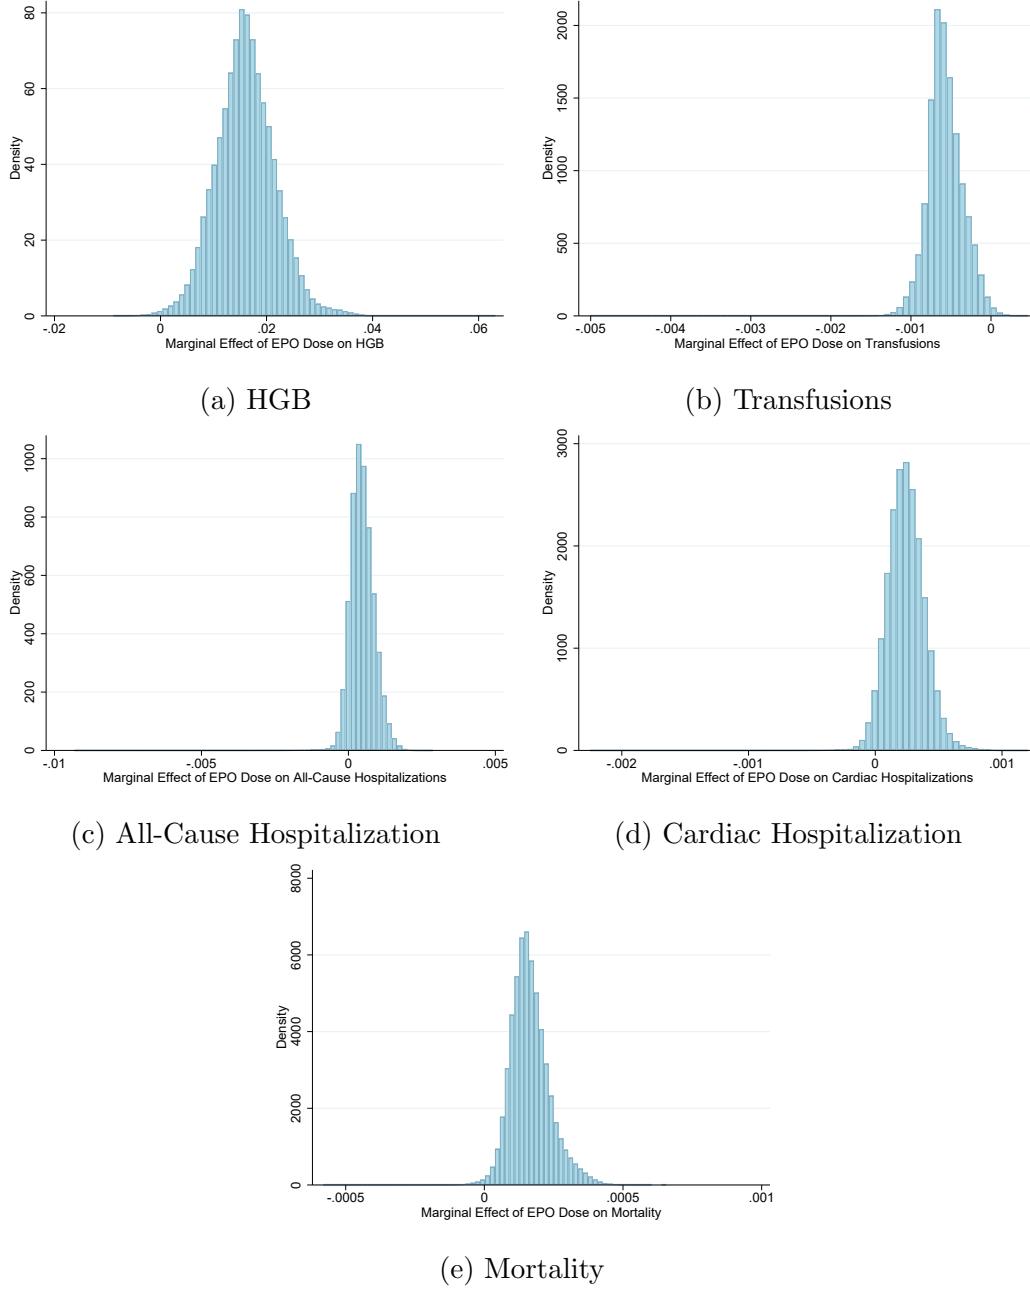 80
60
40
20
0
Density
-.02 0 .02 .04 .06
Marginal Effect of EPO Dose on HGB
(a) HGB
2000
1500
1000
500
0
Density
-.005 -.004 -.003 -.002 -.001 0
Marginal Effect of EPO Dose on Transfusions
(b) Transfusions
1000
800
600
400
200
0
Density
-.01 -.005 0 .005
Marginal Effect of EPO Dose on All-Cause Hospitalizations
(c) All-Cause Hospitalization
3000
2000
1000
0
Density
-.002 -.001 0 .001
Marginal Effect of EPO Dose on Cardiac Hospitalizations
(d) Cardiac Hospitalization
8000
6000
4000
2000
0
Density
-.0005 0 .0005 .001
Marginal Effect of EPO Dose on Mortality
(e) Mortality